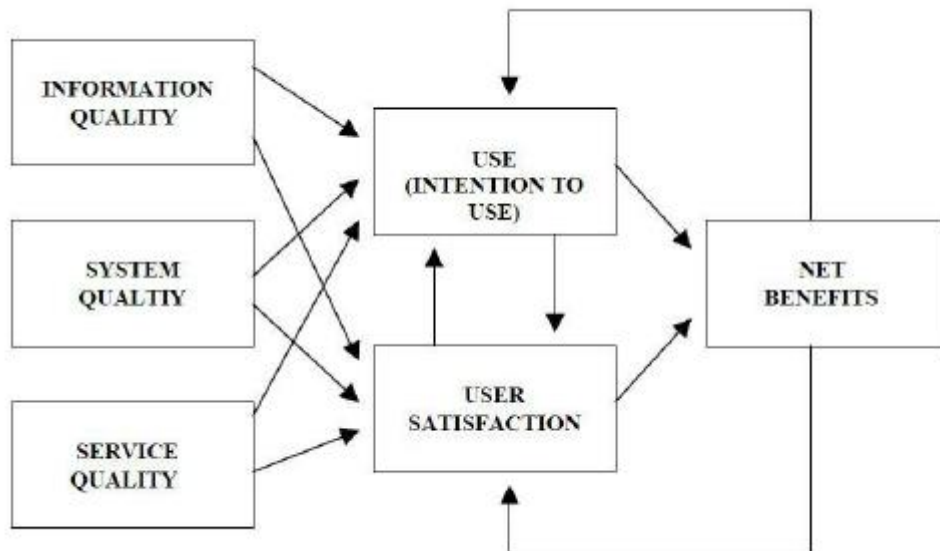 INFORMATION
QUALITY
USE
(INTENTION TO
USE)
SYSTEM
QUALTIY
NET
BENEFITS
USER
SATISFACTION
SERVICE
QUALITY